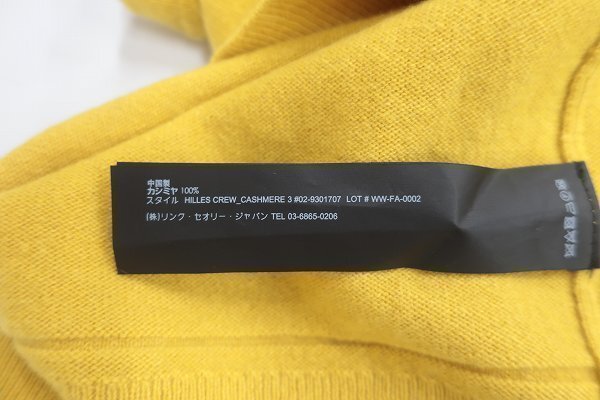 中国製
カシミヤ 100%
スタイル HILLES CREW_CASHMERE 3 #02-9301707 LOT # WW-FA-0002
(株)リンク・セオリー・ジャパン TEL 03-6865-0206